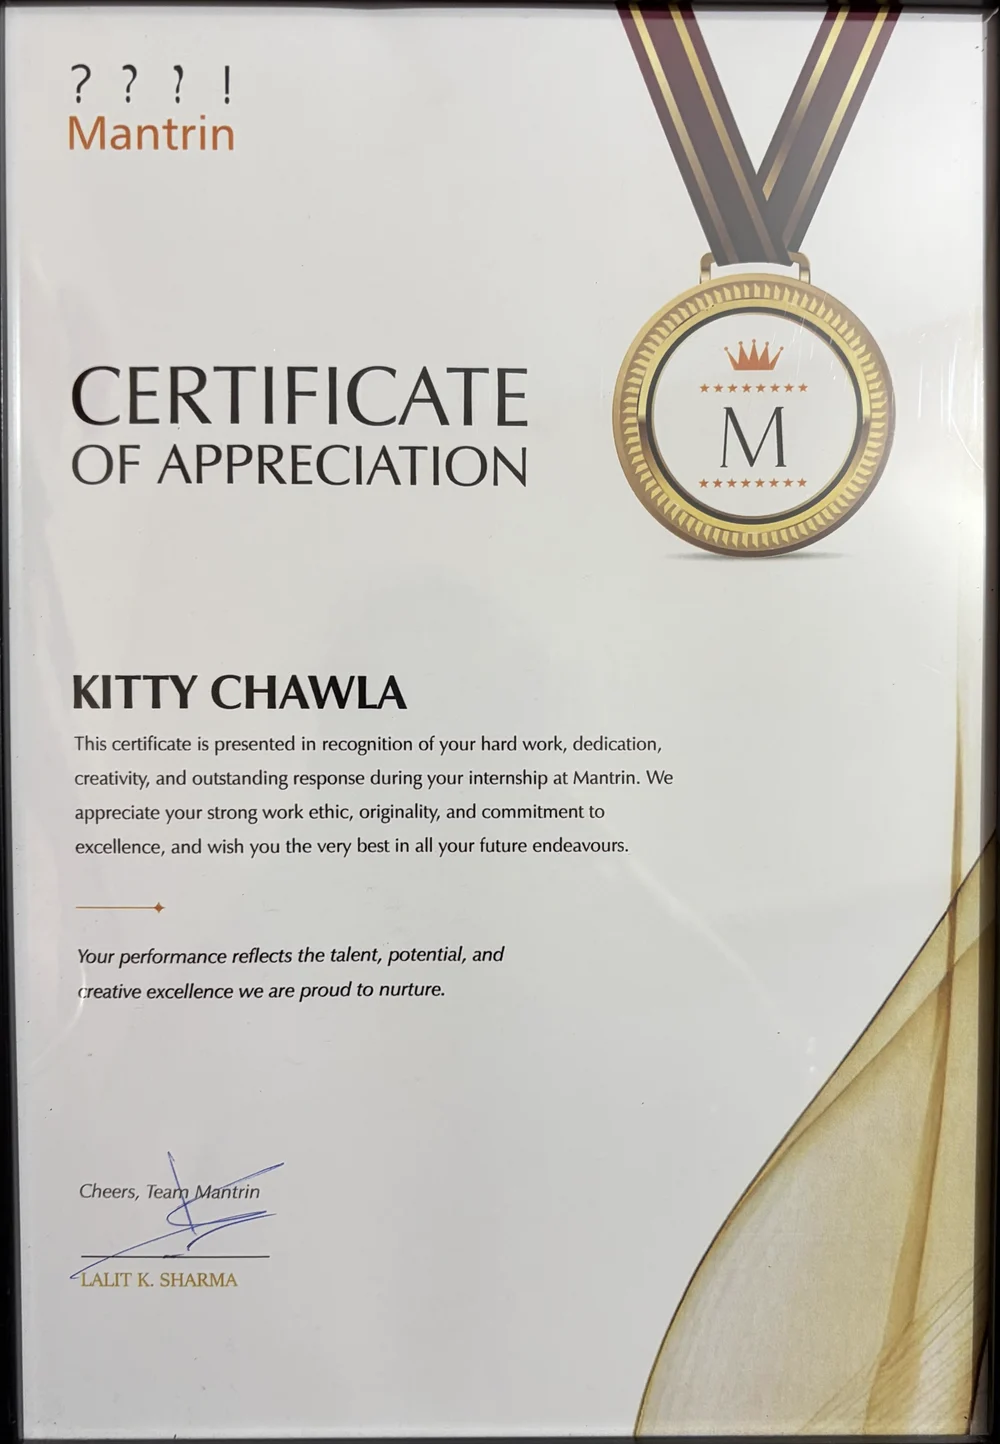 ? ? ? !
Mantrin
M
CERTIFICATE
OF APPRECIATION
KITTY CHAWLA
This certificate is presented in recognition of your hard work, dedication,
creativity, and outstanding response during your internship at Mantrin. We
appreciate your strong work ethic, originality, and commitment to
excellence, and wish you the very best in all your future endeavours.
Your performance reflects the talent, potential, and
creative excellence we are proud to nurture.
Cheers, Team Mantrin
LALIT K. SHARMA